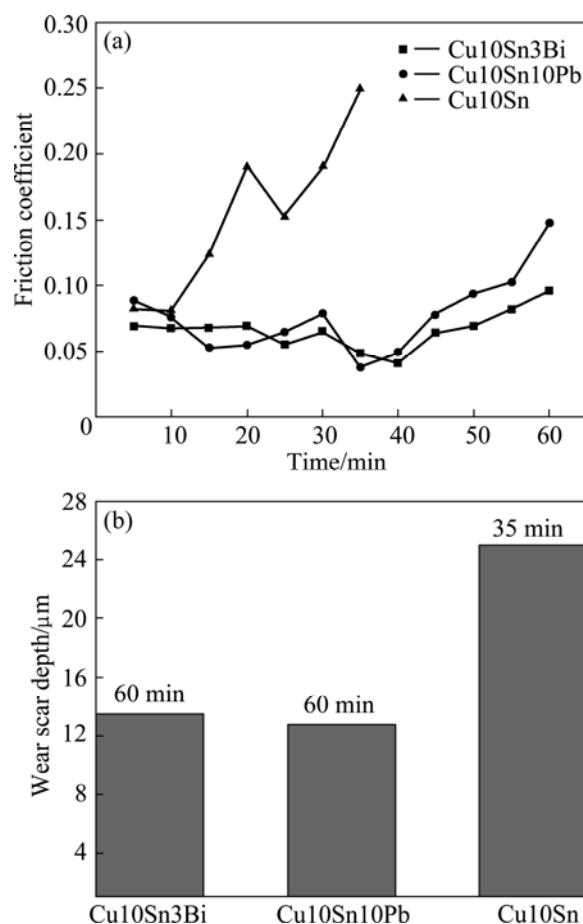 (a)
Cu10Sn3Bi
Cu10Sn10Pb
Cu10Sn
Friction coefficient
0.30
0.25
0.20
0.15
0.10
0.05
0
10
20
30
40
50
60
Time/min
(b)
Wear scar depth/μm
28
24
20
16
12
8
4
60 min
60 min
35 min
Cu10Sn3Bi
Cu10Sn10Pb
Cu10Sn